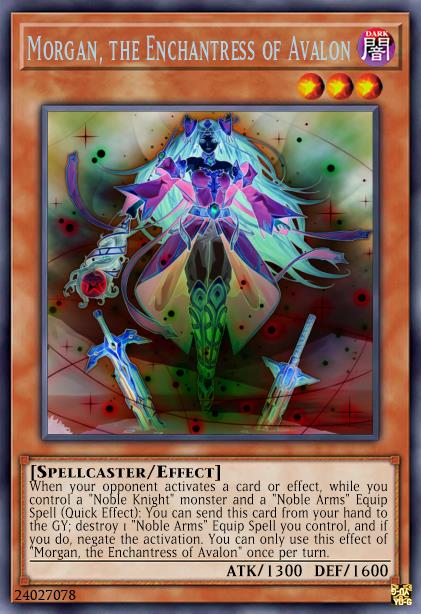 Morgan, the Enchantress of Avalon
DARK
闇
[Spellcaster/Effect]
When your opponent activates a card or effect, while you
control a "Noble Knight" monster and a "Noble Arms" Equip
Spell (Quick Effect): You can send this card from your hand to
the GY; destroy 1 "Noble Arms" Equip Spell you control, and if
you do, negate the activation. You can only use this effect of
"Morgan, the Enchantress of Avalon" once per turn.
ATK/1300 DEF/1600
24027078